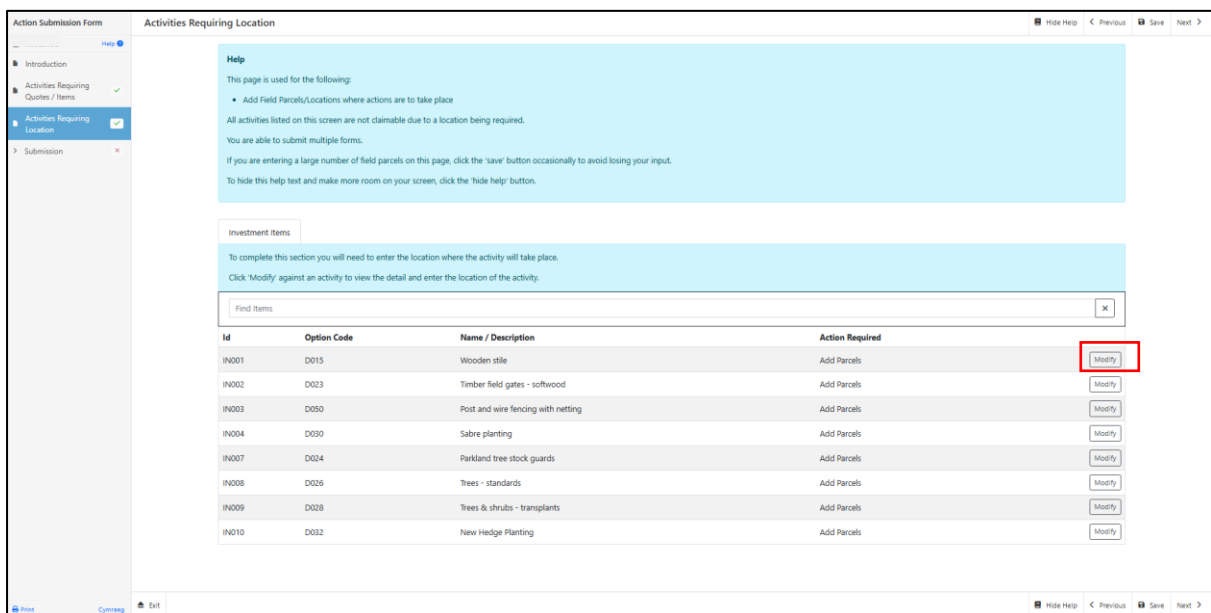 Action Submission Form
Help
Introduction
Activities Requiring
Quotes / Items
Activities Requiring
Location
Submission
Activities Requiring Location
Hide Help Previous Save Next
Help
This page is used for the following:
Add Field Parcels/Locations where actions are to take place
All activities listed on this screen are not claimable due to a location being required.
You are able to submit multiple forms.
If you are entering a large number of field parcels on this page, click the 'save' button occasionally to avoid losing your input.
To hide this help text and make more room on your screen, click the 'hide help' button.
Investment Items
To complete this section you will need to enter the location where the activity will take place.
Click 'Modify' against an activity to view the detail and enter the location of the activity.
Find Items
Id Option Code Name / Description Action Required
IN001 D015 Wooden stile Add Parcels Modify
IN002 D023 Timber field gates - softwood Add Parcels Modify
IN003 D050 Post and wire fencing with netting Add Parcels Modify
IN004 D030 Sabre planting Add Parcels Modify
IN007 D024 Parkland tree stock guards Add Parcels Modify
IN008 D026 Trees - standards Add Parcels Modify
IN009 D028 Trees & shrubs - transplants Add Parcels Modify
IN010 D032 New Hedge Planting Add Parcels Modify
Print Cymraeg Exit Hide Help Previous Save Next